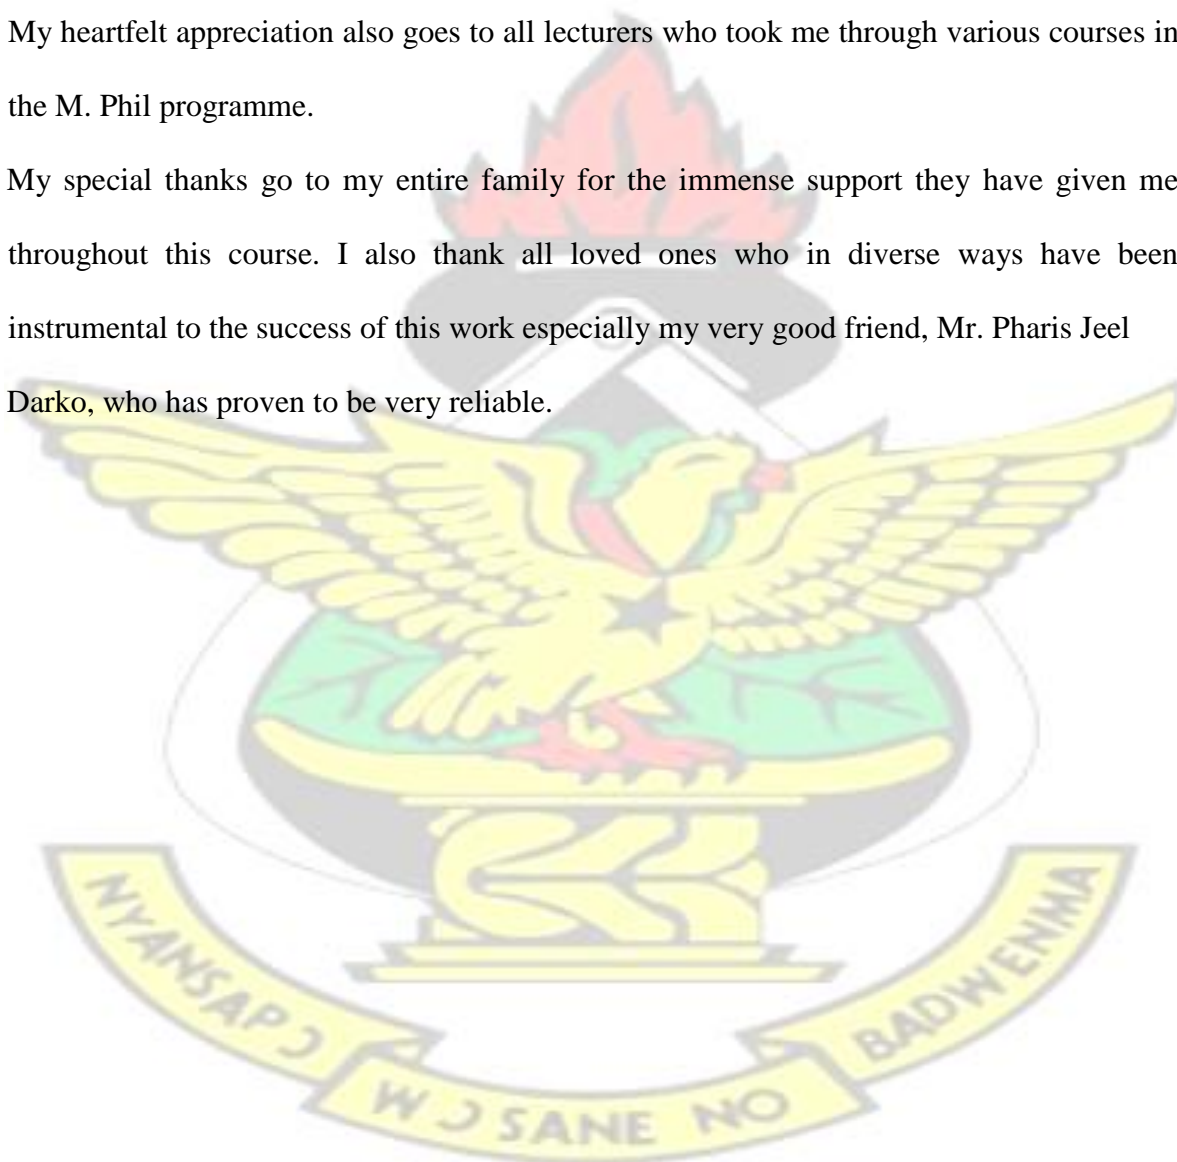 My heartfelt appreciation also goes to all lecturers who took me through various courses in
the M. Phil programme.
My special thanks go to my entire family for the immense support they have given me
throughout this course. I also thank all loved ones who in diverse ways have been
instrumental to the success of this work especially my very good friend, Mr. Pharis Jeel
Darko, who has proven to be very reliable.
NYANSAPƆ WƆSANE NO BADWENMA